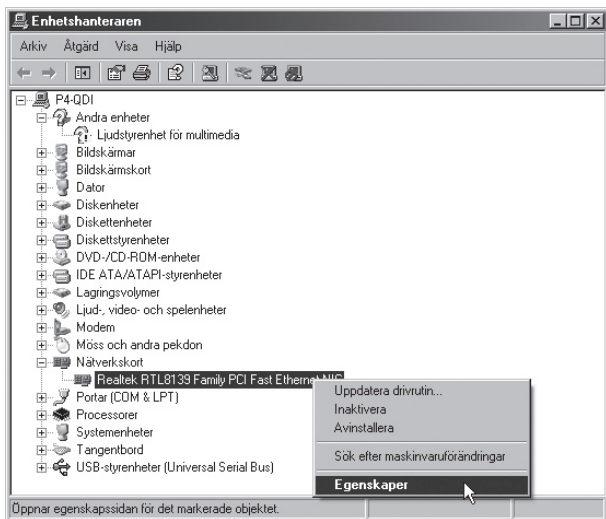 Enhetshanteraren
Arkiv Åtgärd Visa Hjälp
P4-QDI
Andra enheter
Ljudstyrenhet för multimedia
Bildskärmar
Bildskärmskort
Dator
Diskenheter
Diskettenheter
Diskettstyrenheter
DVD-/CD-ROM-enheter
IDE ATA/ATAPI-styrenheter
Lagringsvolymer
Ljud-, video- och spelenheter
Modem
Möss och andra pekdon
Nätverkskort
Realtek RTL8139 Family PCI Fast Ethernet NIC
Portar (COM & LPT)
Processorer
Systemenheter
Tangentbord
USB-styrenheter (Universal Serial Bus)
Uppdatera drivrutin...
Inaktivera
Avinstallera
Sök efter maskinvaruförändringar
Egenskaper
Öppnar egenskapssidan för det markerade objektet.